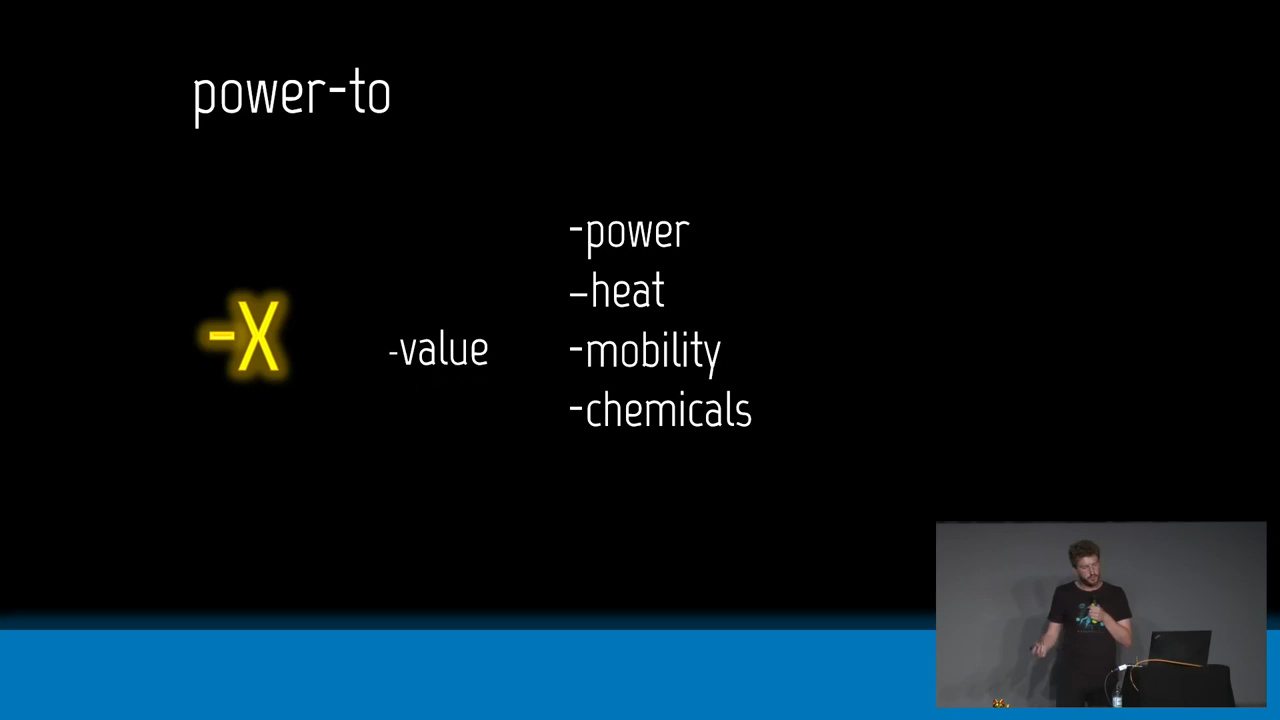 power-to
-power
-heat
-X
-value
-mobility
-chemicals